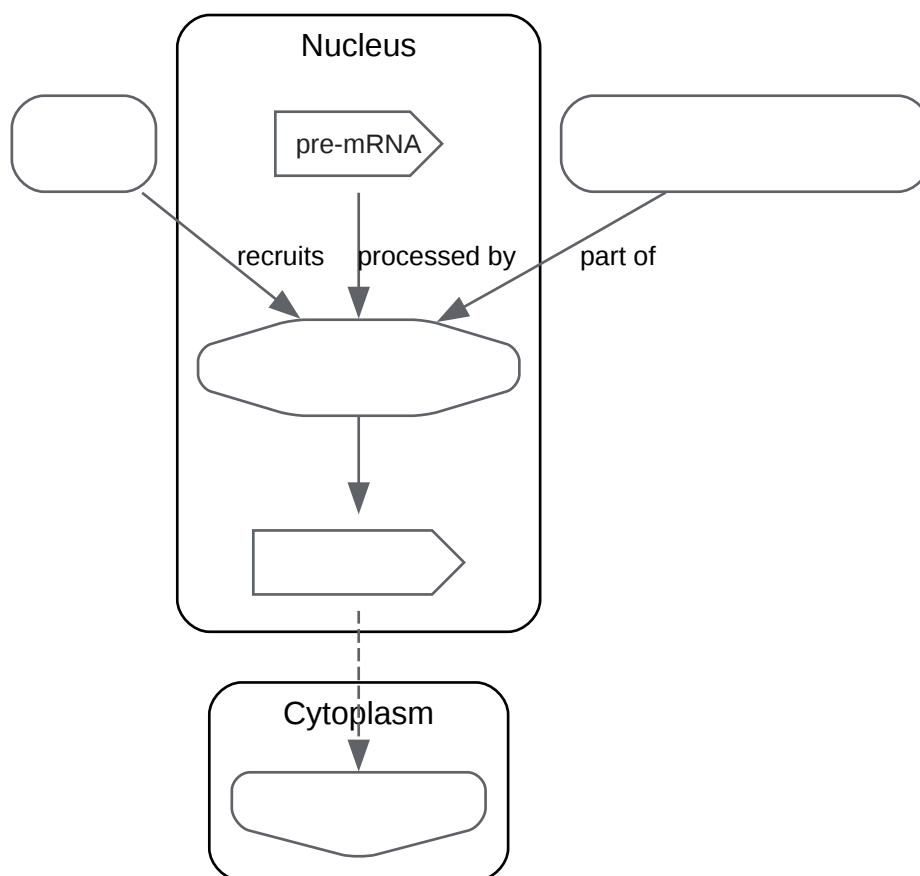 Nucleus
pre-mRNA
recruits
processed by
part of
Cytoplasm